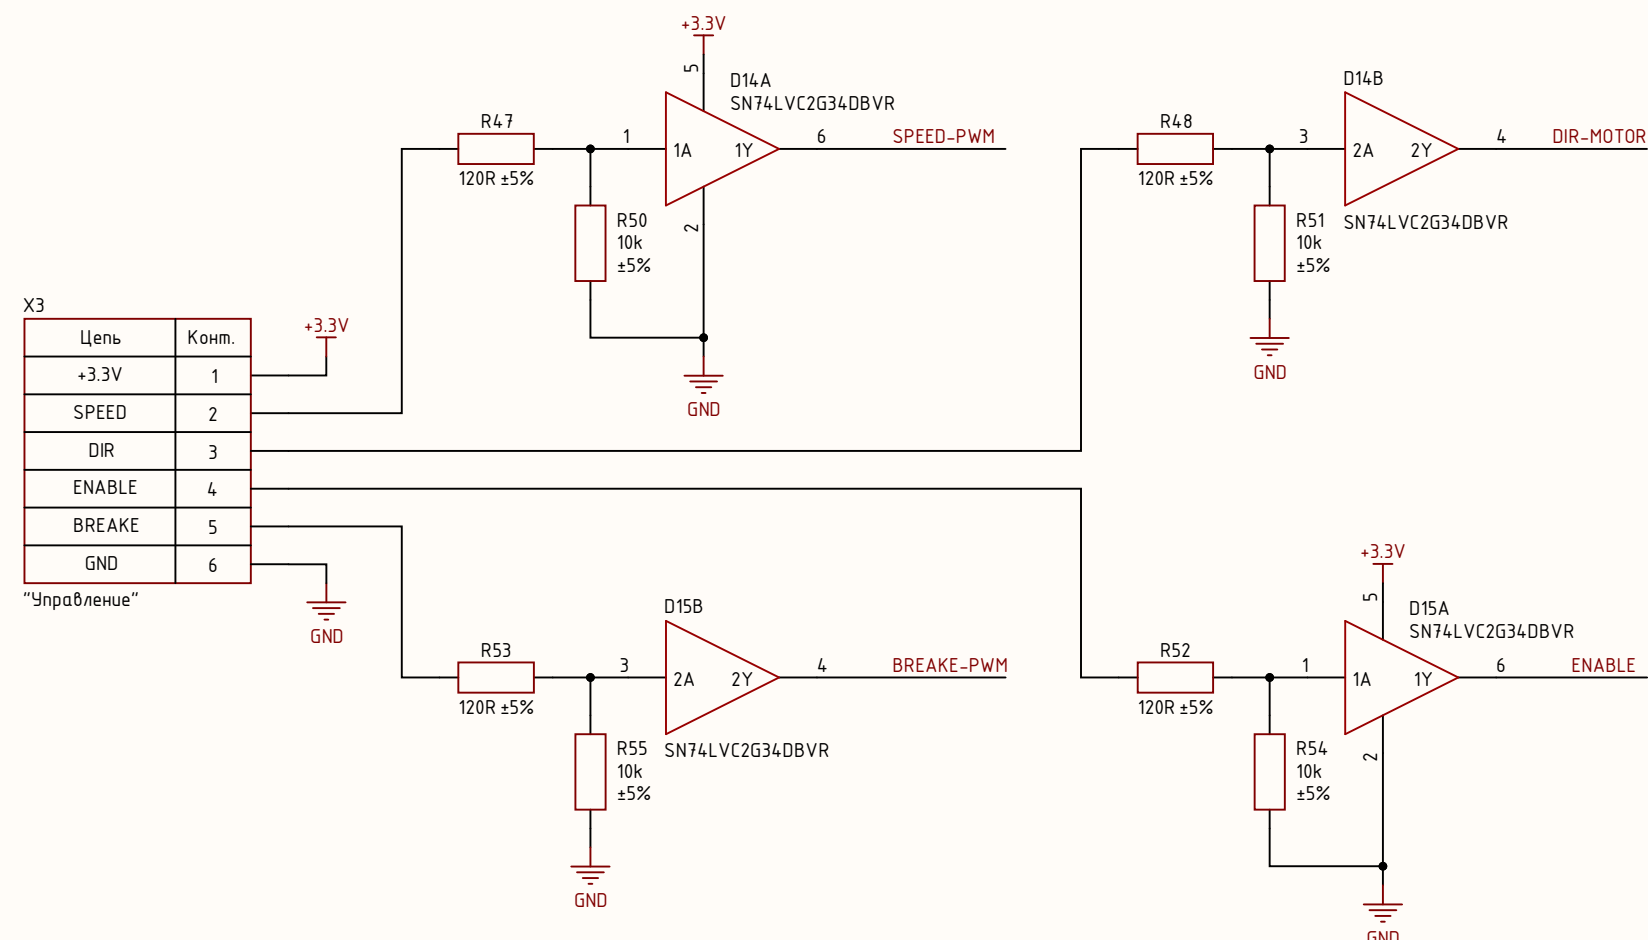 +3.3V
5
D14A
SN74LVC2G34DBVR
R47
120R ±5%
1
1A
1Y
6
SPEED-PWM
R50
10k
±5%
2
GND
D14B
R48
120R ±5%
3
2A
2Y
4
DIR-MOTOR
SN74LVC2G34DBVR
R51
10k
±5%
GND
X3
Цепь Конт.
+3.3V 1
SPEED 2
DIR 3
ENABLE 4
BREAKE 5
GND 6
"Управление"
+3.3V
GND
D15B
R53
120R ±5%
3
2A
2Y
4
BREAKE-PWM
SN74LVC2G34DBVR
R55
10k
±5%
GND
+3.3V
5
D15A
SN74LVC2G34DBVR
R52
120R ±5%
1
1A
1Y
6
ENABLE
R54
10k
±5%
2
GND